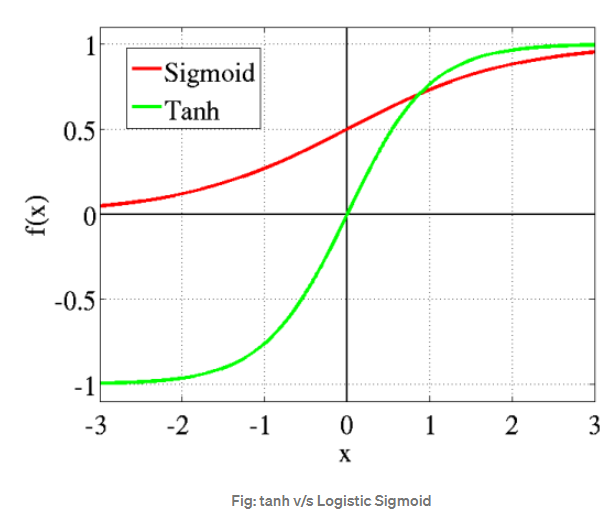 1
0.5
0
-0.5
-1
f(x)
Sigmoid
Tanh
-3 -2 -1 0 1 2 3
x
Fig: tanh v/s Logistic Sigmoid